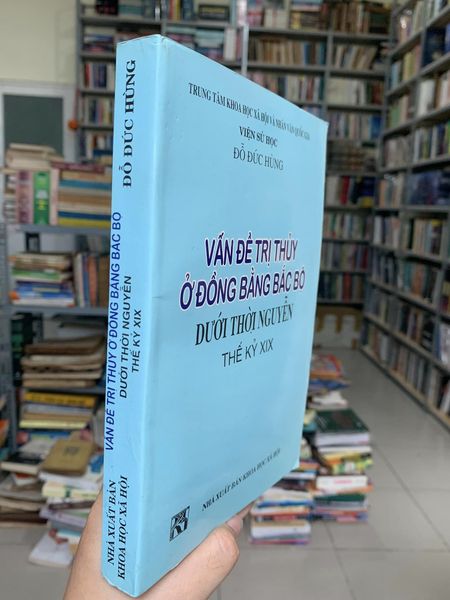 TRUNG TÂM KHOA HỌC XÃ HỘI VÀ NHÂN VĂN QUỐC GIA
VIỆN SỬ HỌC
ĐỖ ĐỨC HÙNG
VẤN ĐỀ TRỊ THỦY
Ở ĐỒNG BẰNG BẮC BỘ
DƯỚI THỜI NGUYỄN
THẾ KỶ XIX
NHÀ XUẤT BẢN KHOA HỌC XÃ HỘI
ĐỖ ĐỨC HÙNG
VẤN ĐỀ TRỊ THỦY Ở ĐỒNG BẰNG BẮC BỘ
DƯỚI THỜI NGUYỄN
THẾ KỶ XIX
NHÀ XUẤT BẢN
KHOA HỌC XÃ HỘI